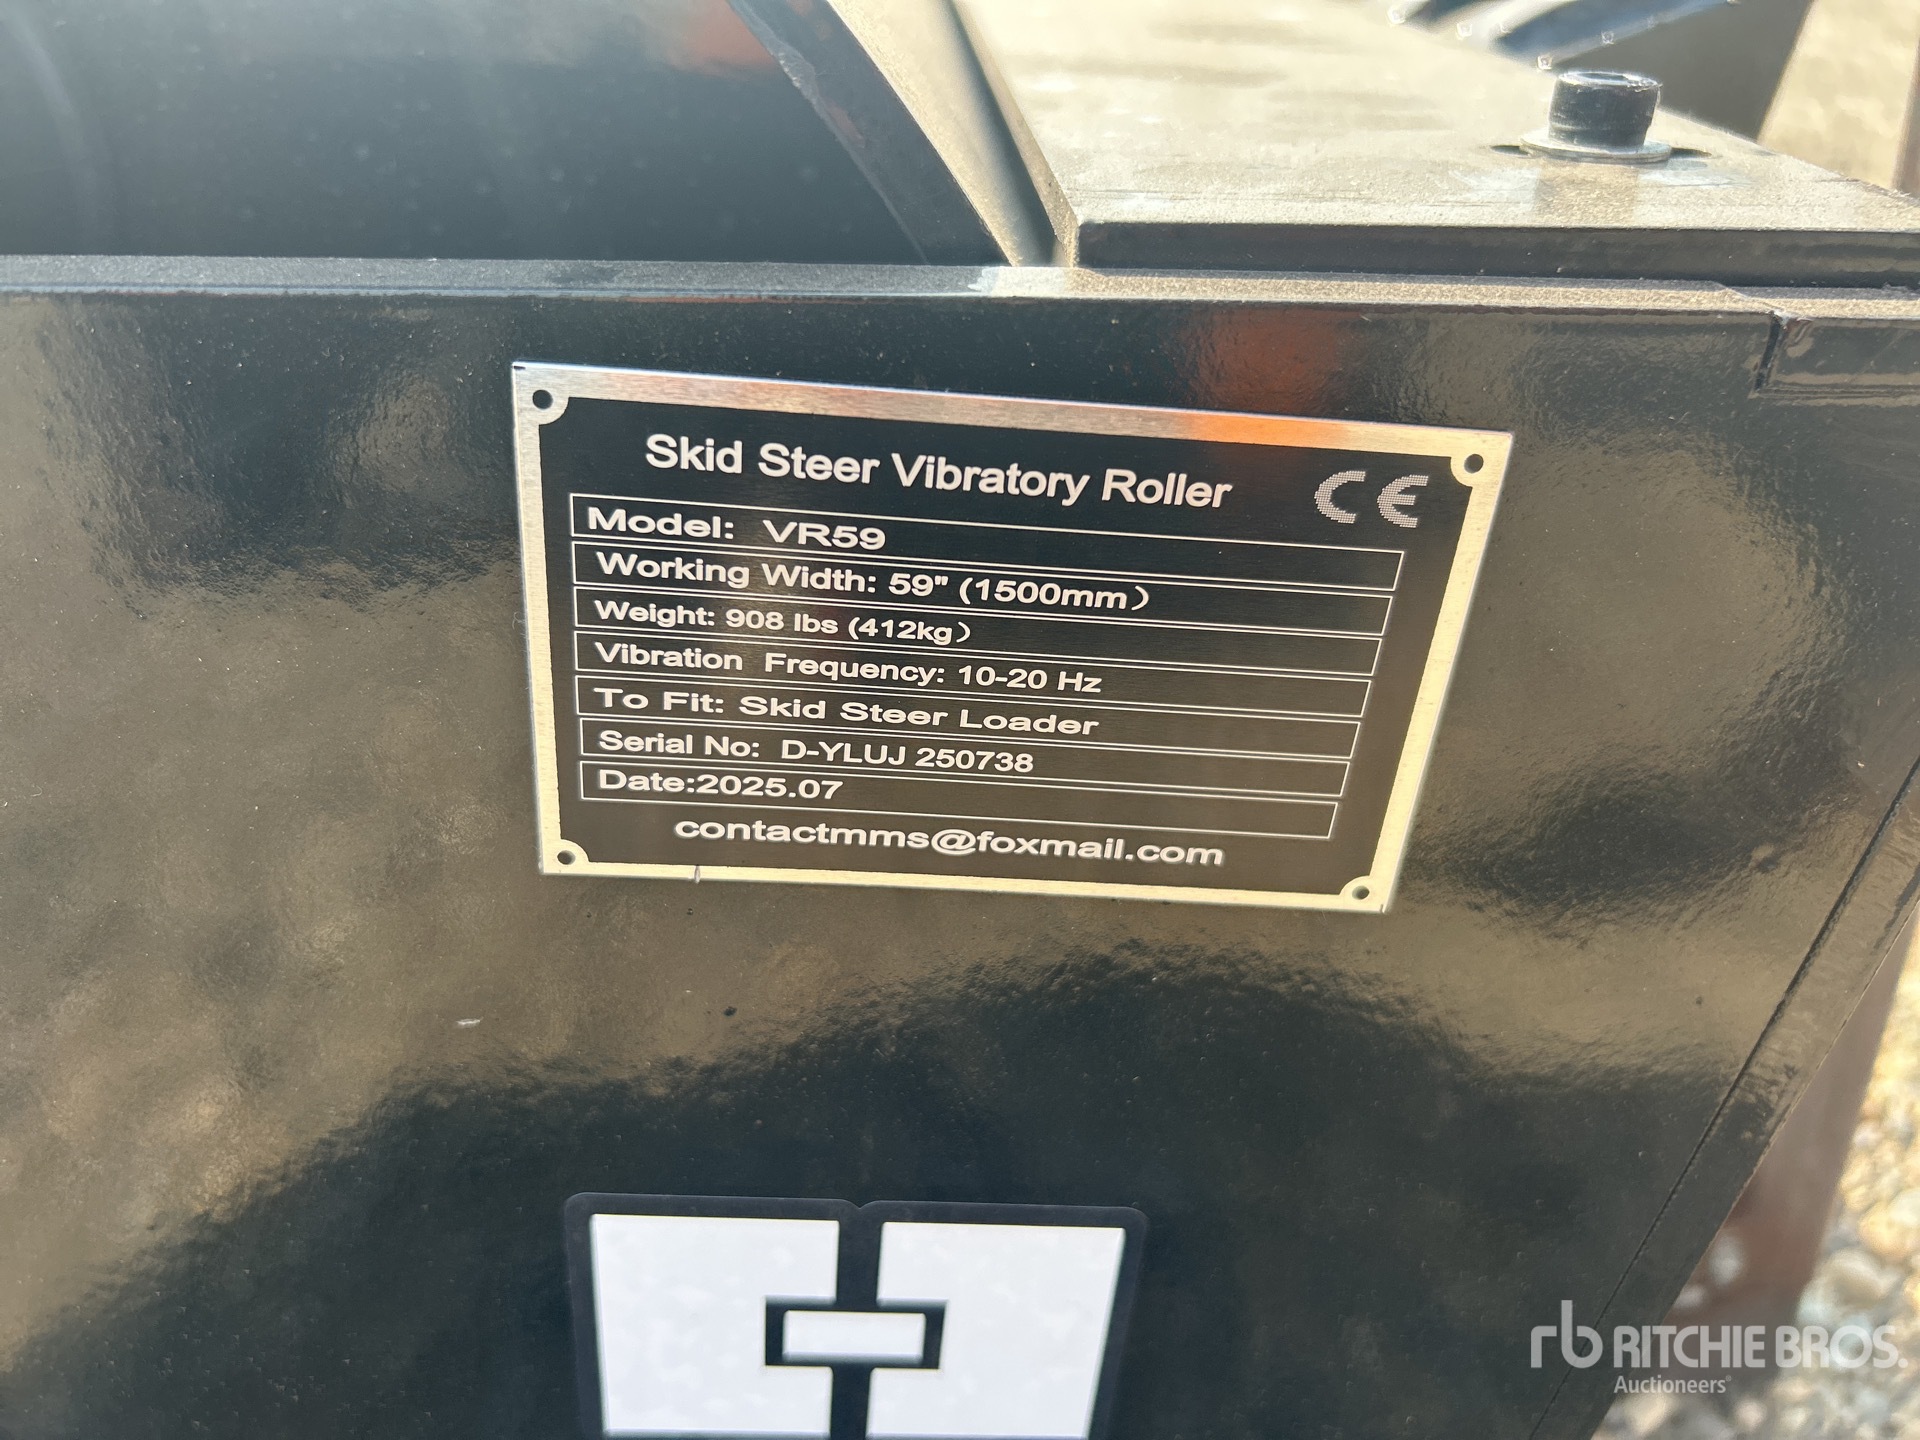 Skid Steer Vibratory Roller CE
Model: VR59
Working Width: 59" (1500mm)
Weight: 908 lbs (412kg)
Vibration Frequency: 10-20 Hz
To Fit: Skid Steer Loader
Serial No: D-YLUJ 250738
Date:2025.07
contactmms@foxmail.com
rb RITCHIE BROS.
Auctioneers